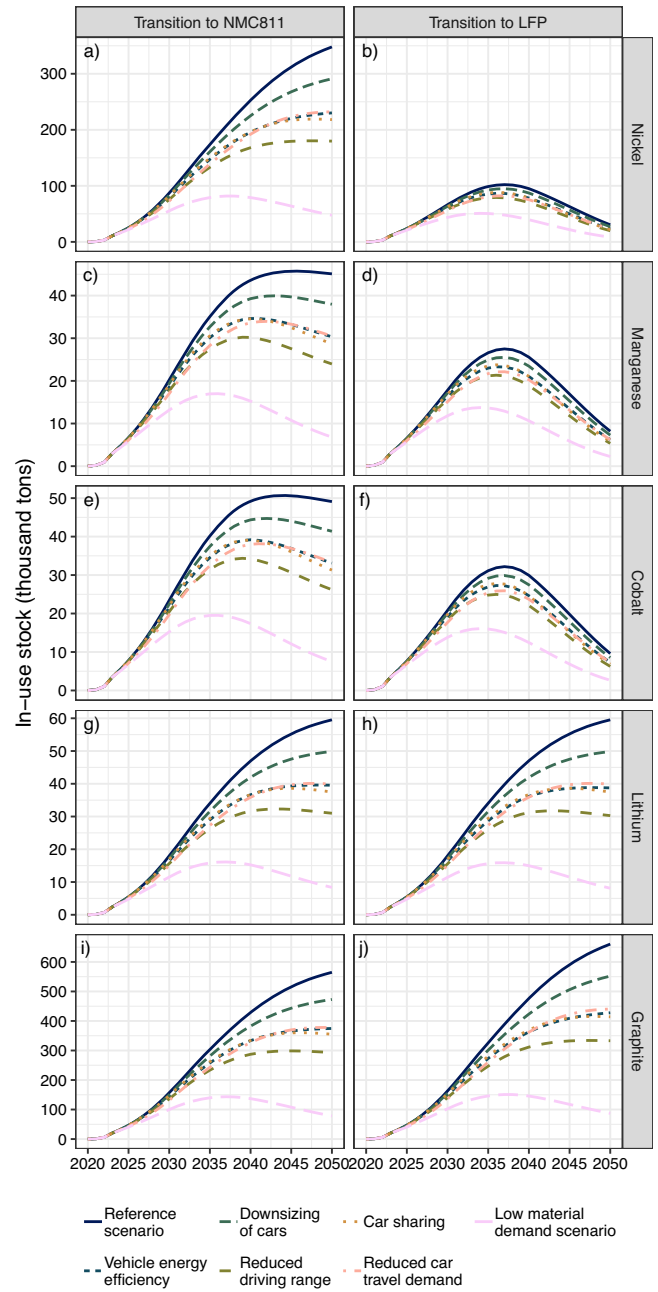 Transition to NMC811
Transition to LFP
a)
b)
300
200
100
0
Nickel
c)
d)
40
30
20
10
0
Manganese
e)
f)
50
40
30
20
10
0
Cobalt
g)
h)
60
50
40
30
20
10
0
Lithium
i)
j)
600
500
400
300
200
100
0
Graphite
In−use stock (thousand tons)
2020 2025 2030 2035 2040 2045 2050
2020 2025 2030 2035 2040 2045 2050
Reference
scenario
Downsizing
of cars
Car sharing
Low material
demand scenario
Vehicle energy
efficiency
Reduced
driving range
Reduced car
travel demand